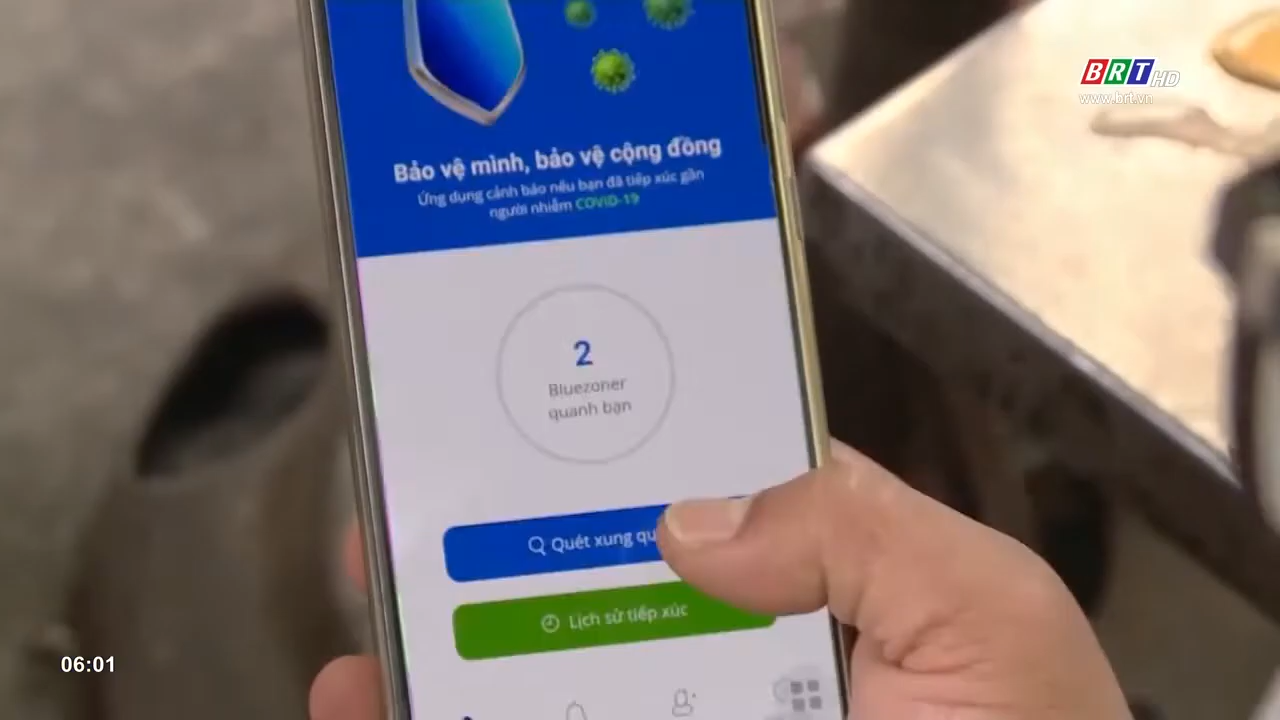 BRT HD
www.brt.vn
Bảo vệ mình, bảo vệ cộng đồng
Ứng dụng cảnh báo nếu bạn đã tiếp xúc gần
người nhiễm COVID-19
2
Bluezoner
quanh bạn
Quét xung
Lịch sử tiếp xúc
06:01